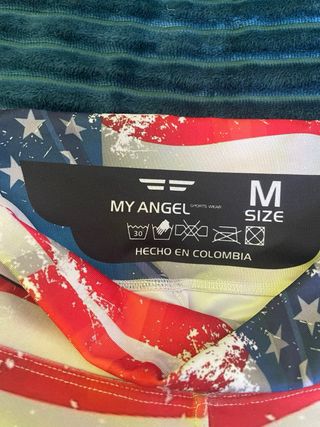 MY ANGEL SPORTS WEAR
M
SIZE
30
HECHO EN COLOMBIA